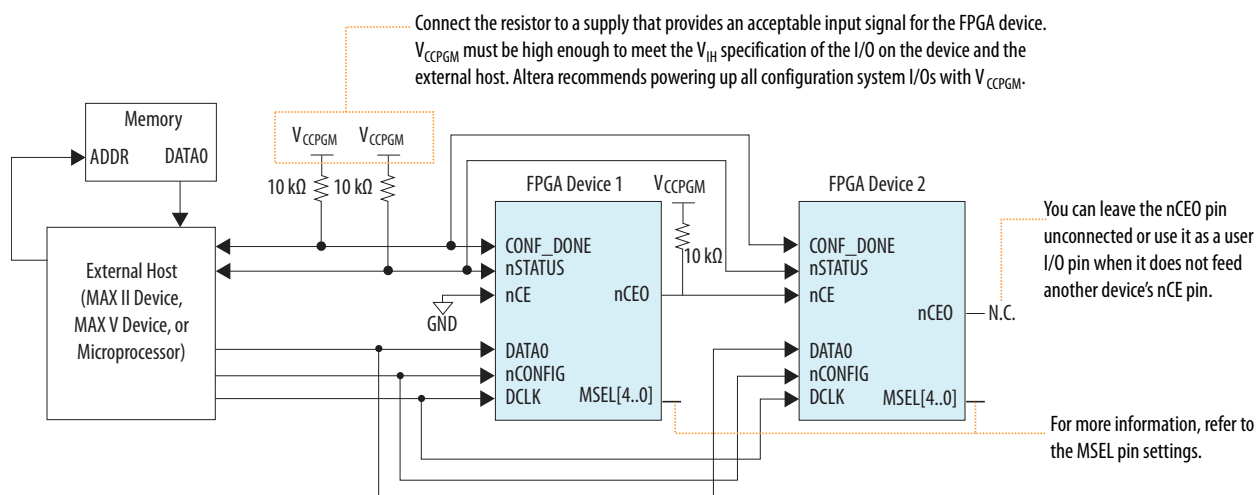 Connect the resistor to a supply that provides an acceptable input signal for the FPGA device.
VCCPGM must be high enough to meet the VIH specification of the I/O on the device and the
external host. Altera recommends powering up all configuration system I/Os with VCCPGM.
Memory
ADDR DATA0
VCCPGM VCCPGM
10 kΩ 10 kΩ
External Host
(MAX II Device,
MAX V Device, or
Microprocessor)
GND
FPGA Device 1
CONF_DONE
nSTATUS
nCE
nCEO
DATA0
nCONFIG
DCLK
MSEL[4..0]
VCCPGM
10 kΩ
FPGA Device 2
CONF_DONE
nSTATUS
nCE
nCEO
N.C.
DATA0
nCONFIG
DCLK
MSEL[4..0]
You can leave the nCEO pin
unconnected or use it as a user
I/O pin when it does not feed
another device's nCE pin.
For more information, refer to
the MSEL pin settings.